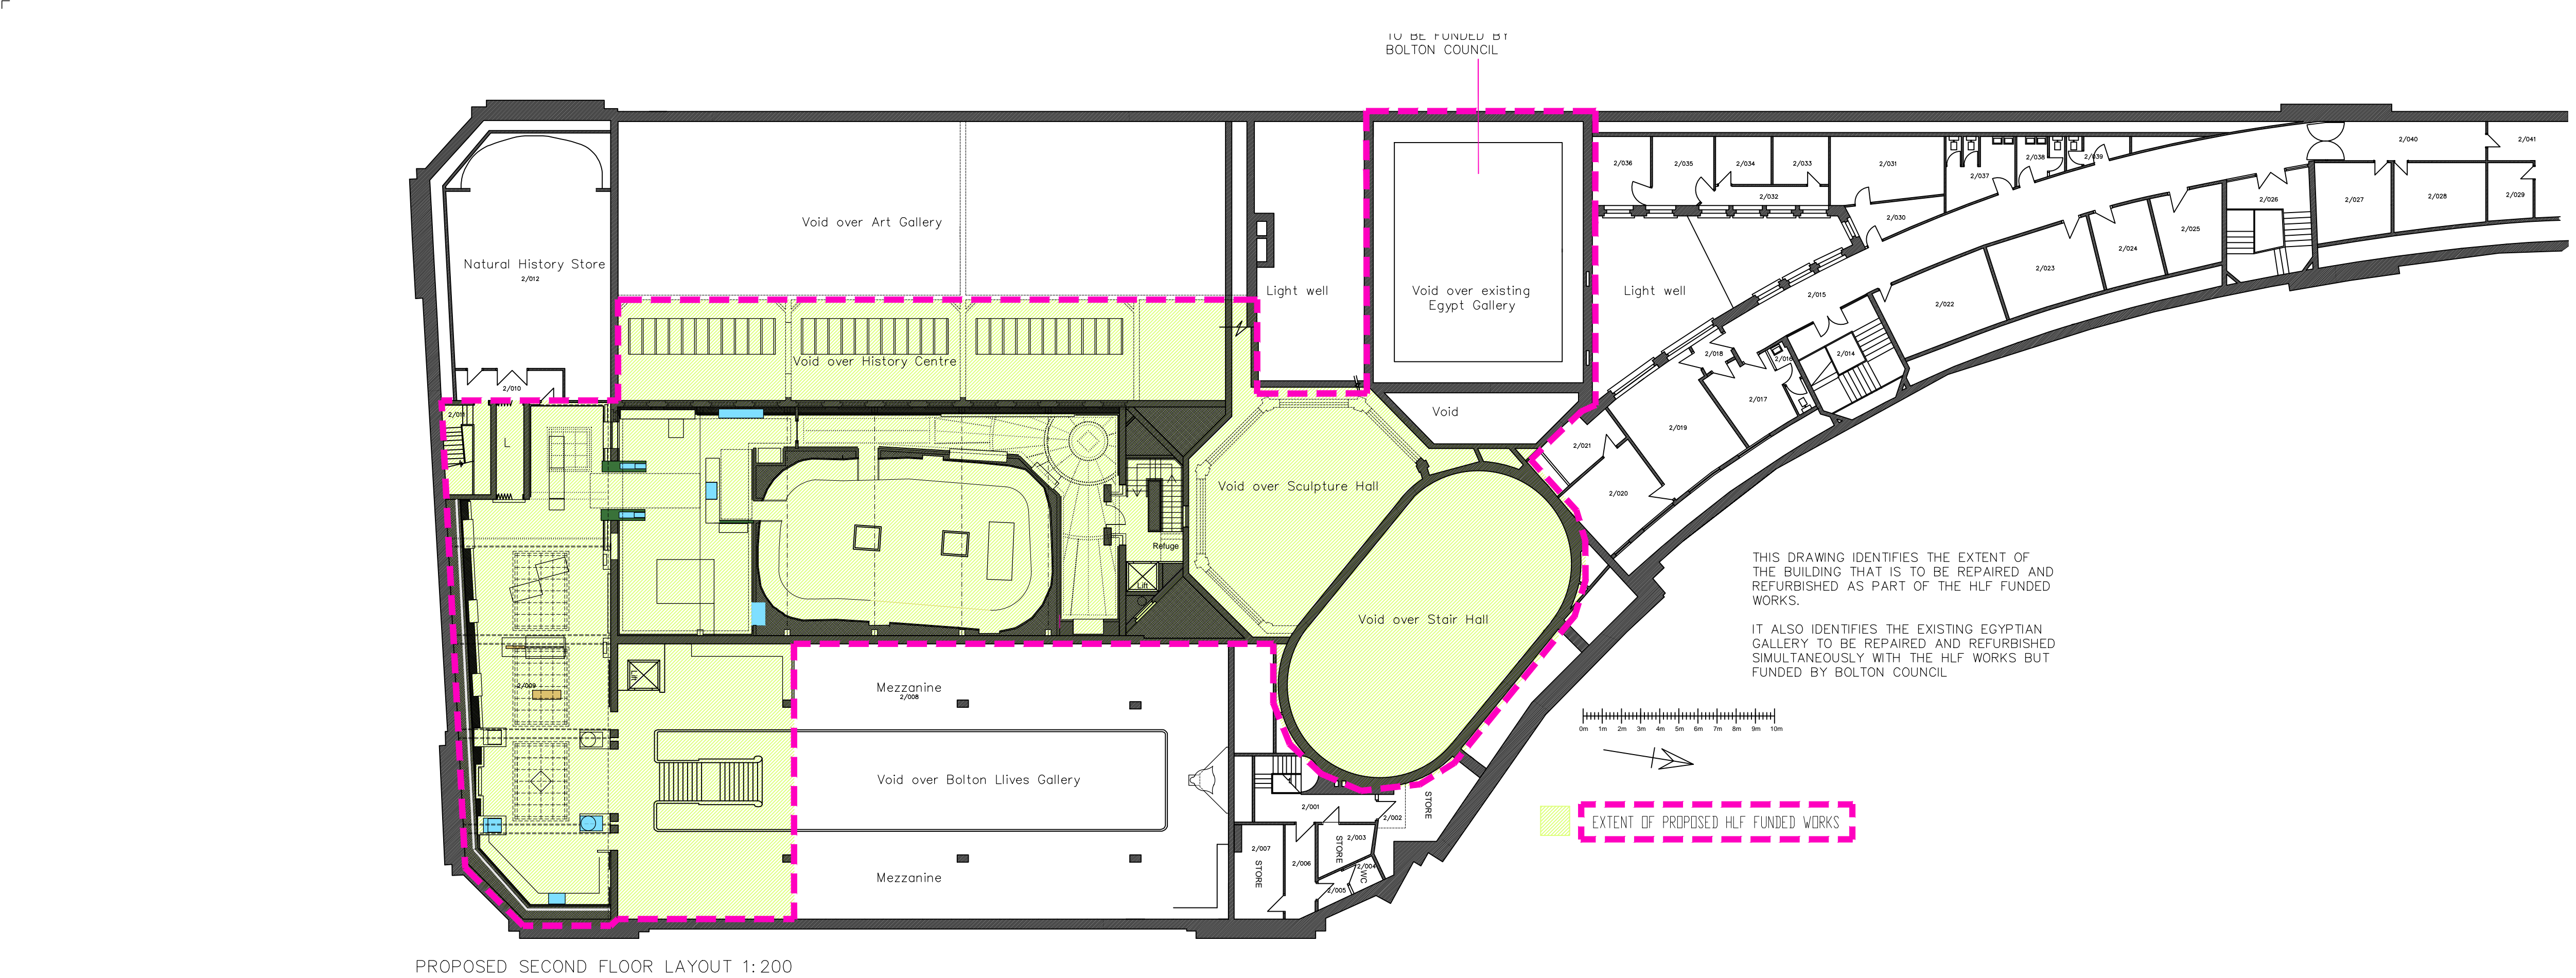 TO BE FUNDED BY
BOLTON COUNCIL
2/040
2/041
2/036
2/035
2/034
2/033
2/031
2/032
2/037
2/038
2/039
2/030
2/026
2/027
2/028
2/029
2/025
2/024
2/023
2/022
2/015
2/014
2/016
2/018
2/017
2/019
2/021
2/020
Void over Art Gallery
Natural History Store
2/012
Light well
Void over existing
Egypt Gallery
Light well
Void over History Centre
2/010
2/011
L
Void
Void over Sculpture Hall
Refuge
Lift
Void over Stair Hall
THIS DRAWING IDENTIFIES THE EXTENT OF
THE BUILDING THAT IS TO BE REPAIRED AND
REFURBISHED AS PART OF THE HLF FUNDED
WORKS.
IT ALSO IDENTIFIES THE EXISTING EGYPTIAN
GALLERY TO BE REPAIRED AND REFURBISHED
SIMULTANEOUSLY WITH THE HLF WORKS BUT
FUNDED BY BOLTON COUNCIL
Lift
2/009
Mezzanine
2/008
0m 1m 2m 3m 4m 5m 6m 7m 8m 9m 10m
Void over Bolton Llives Gallery
2/001
2/002
STORE
EXTENT OF PROPOSED HLF FUNDED WORKS
2/003
STORE
2/004
WC
2/005
2/006
2/007
STORE
Mezzanine
PROPOSED SECOND FLOOR LAYOUT 1:200